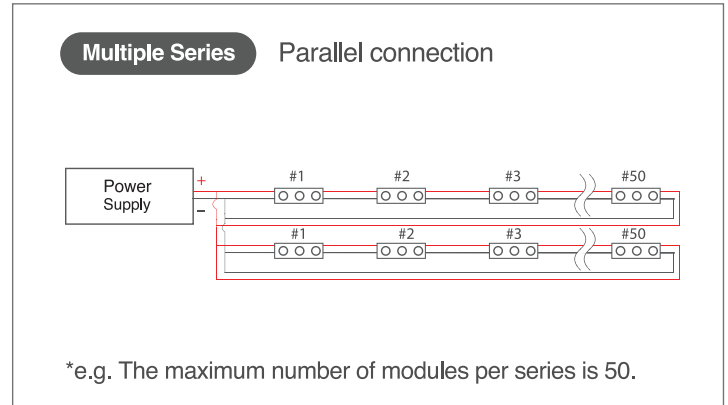 Multiple Series Parallel connection
Power
Supply
+
−
#1 #2 #3 #50
#1 #2 #3 #50
*e.g. The maximum number of modules per series is 50.